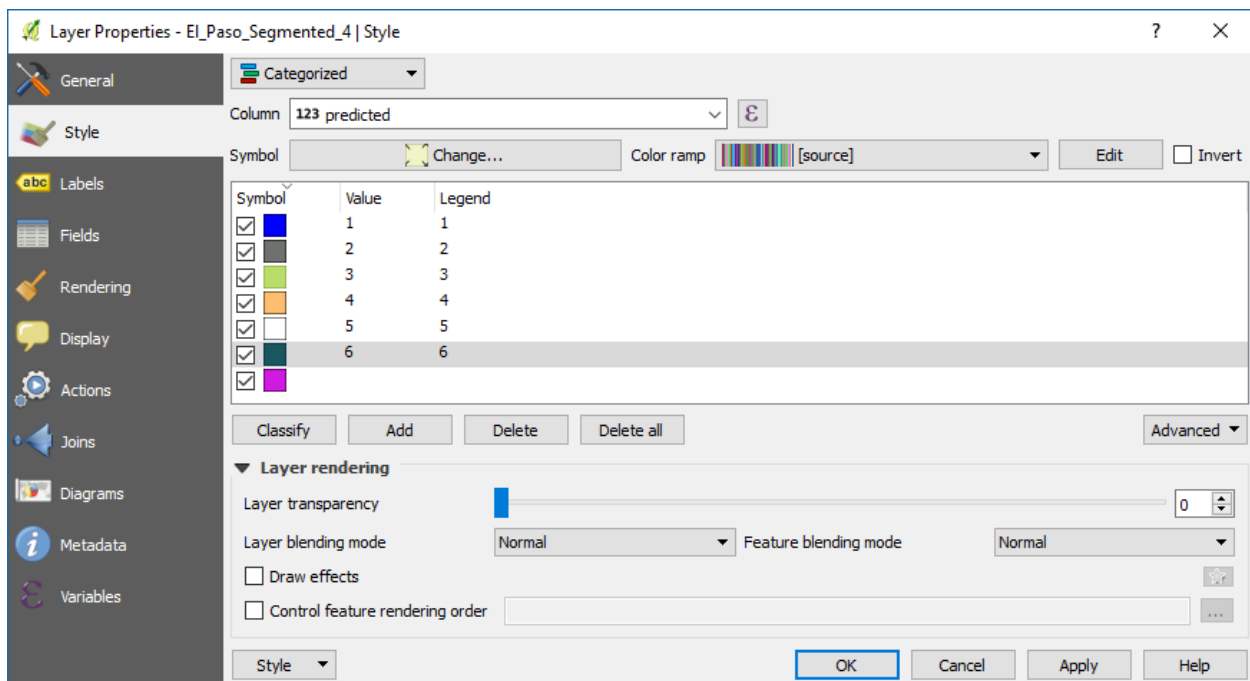 Layer Properties - El_Paso_Segmented_4 | Style ?
General
Style
abc Labels
Fields
Rendering
Display
Actions
Joins
Diagrams
i Metadata
ε Variables
Categorized
Column 123 predicted ε
Symbol Change... Color ramp [source] Edit Invert
Symbol Value Legend
1 1
2 2
3 3
4 4
5 5
6 6
Classify Add Delete Delete all Advanced
Layer rendering
Layer transparency 0
Layer blending mode Normal Feature blending mode Normal
Draw effects
Control feature rendering order ...
Style OK Cancel Apply Help